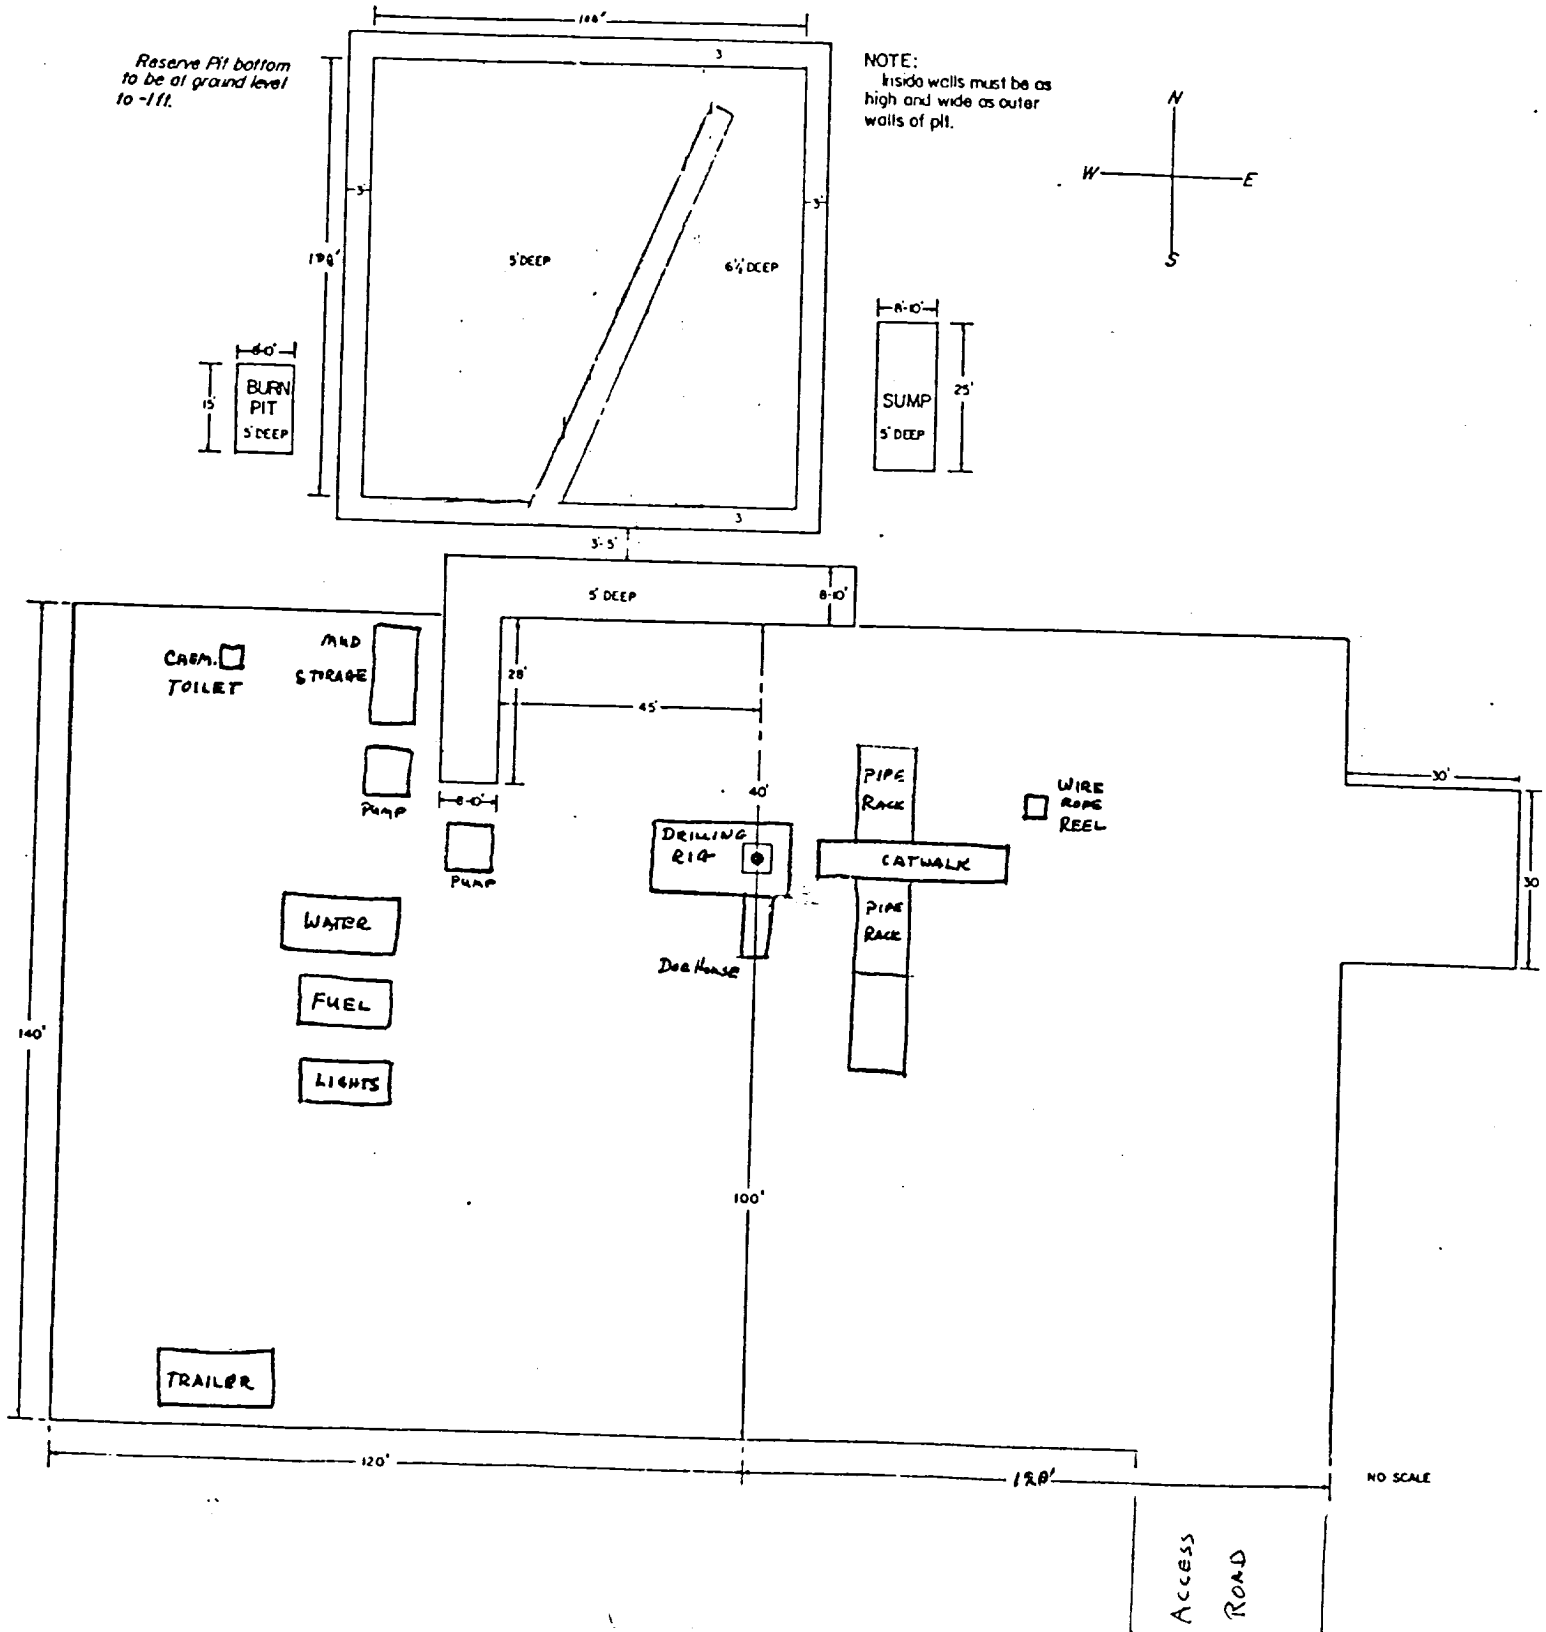 Reserve Pit bottom
to be at ground level
to -1 ft.
3
NOTE:
Inside walls must be as
high and wide as outer
walls of pit.
N
W E
S
3'
3'
5' DEEP
8-10'
8-10'
15'
BURN
PIT
5' DEEP
SUMP
5' DEEP
25'
3
3'-5'
5' DEEP
8-10'
CHEM.
TOILET
MUD
STORAGE
28'
45'
40'
PUMP
8-10'
PUMP
DRILLING
RIG
DOG HOUSE
PIPE
RACK
CATWALK
PIPE
RACK
WIRE
ROPE
REEL
30'
30
WATER
FUEL
LIGHTS
140'
100'
TRAILER
120'
NO SCALE
ACCESS
ROAD